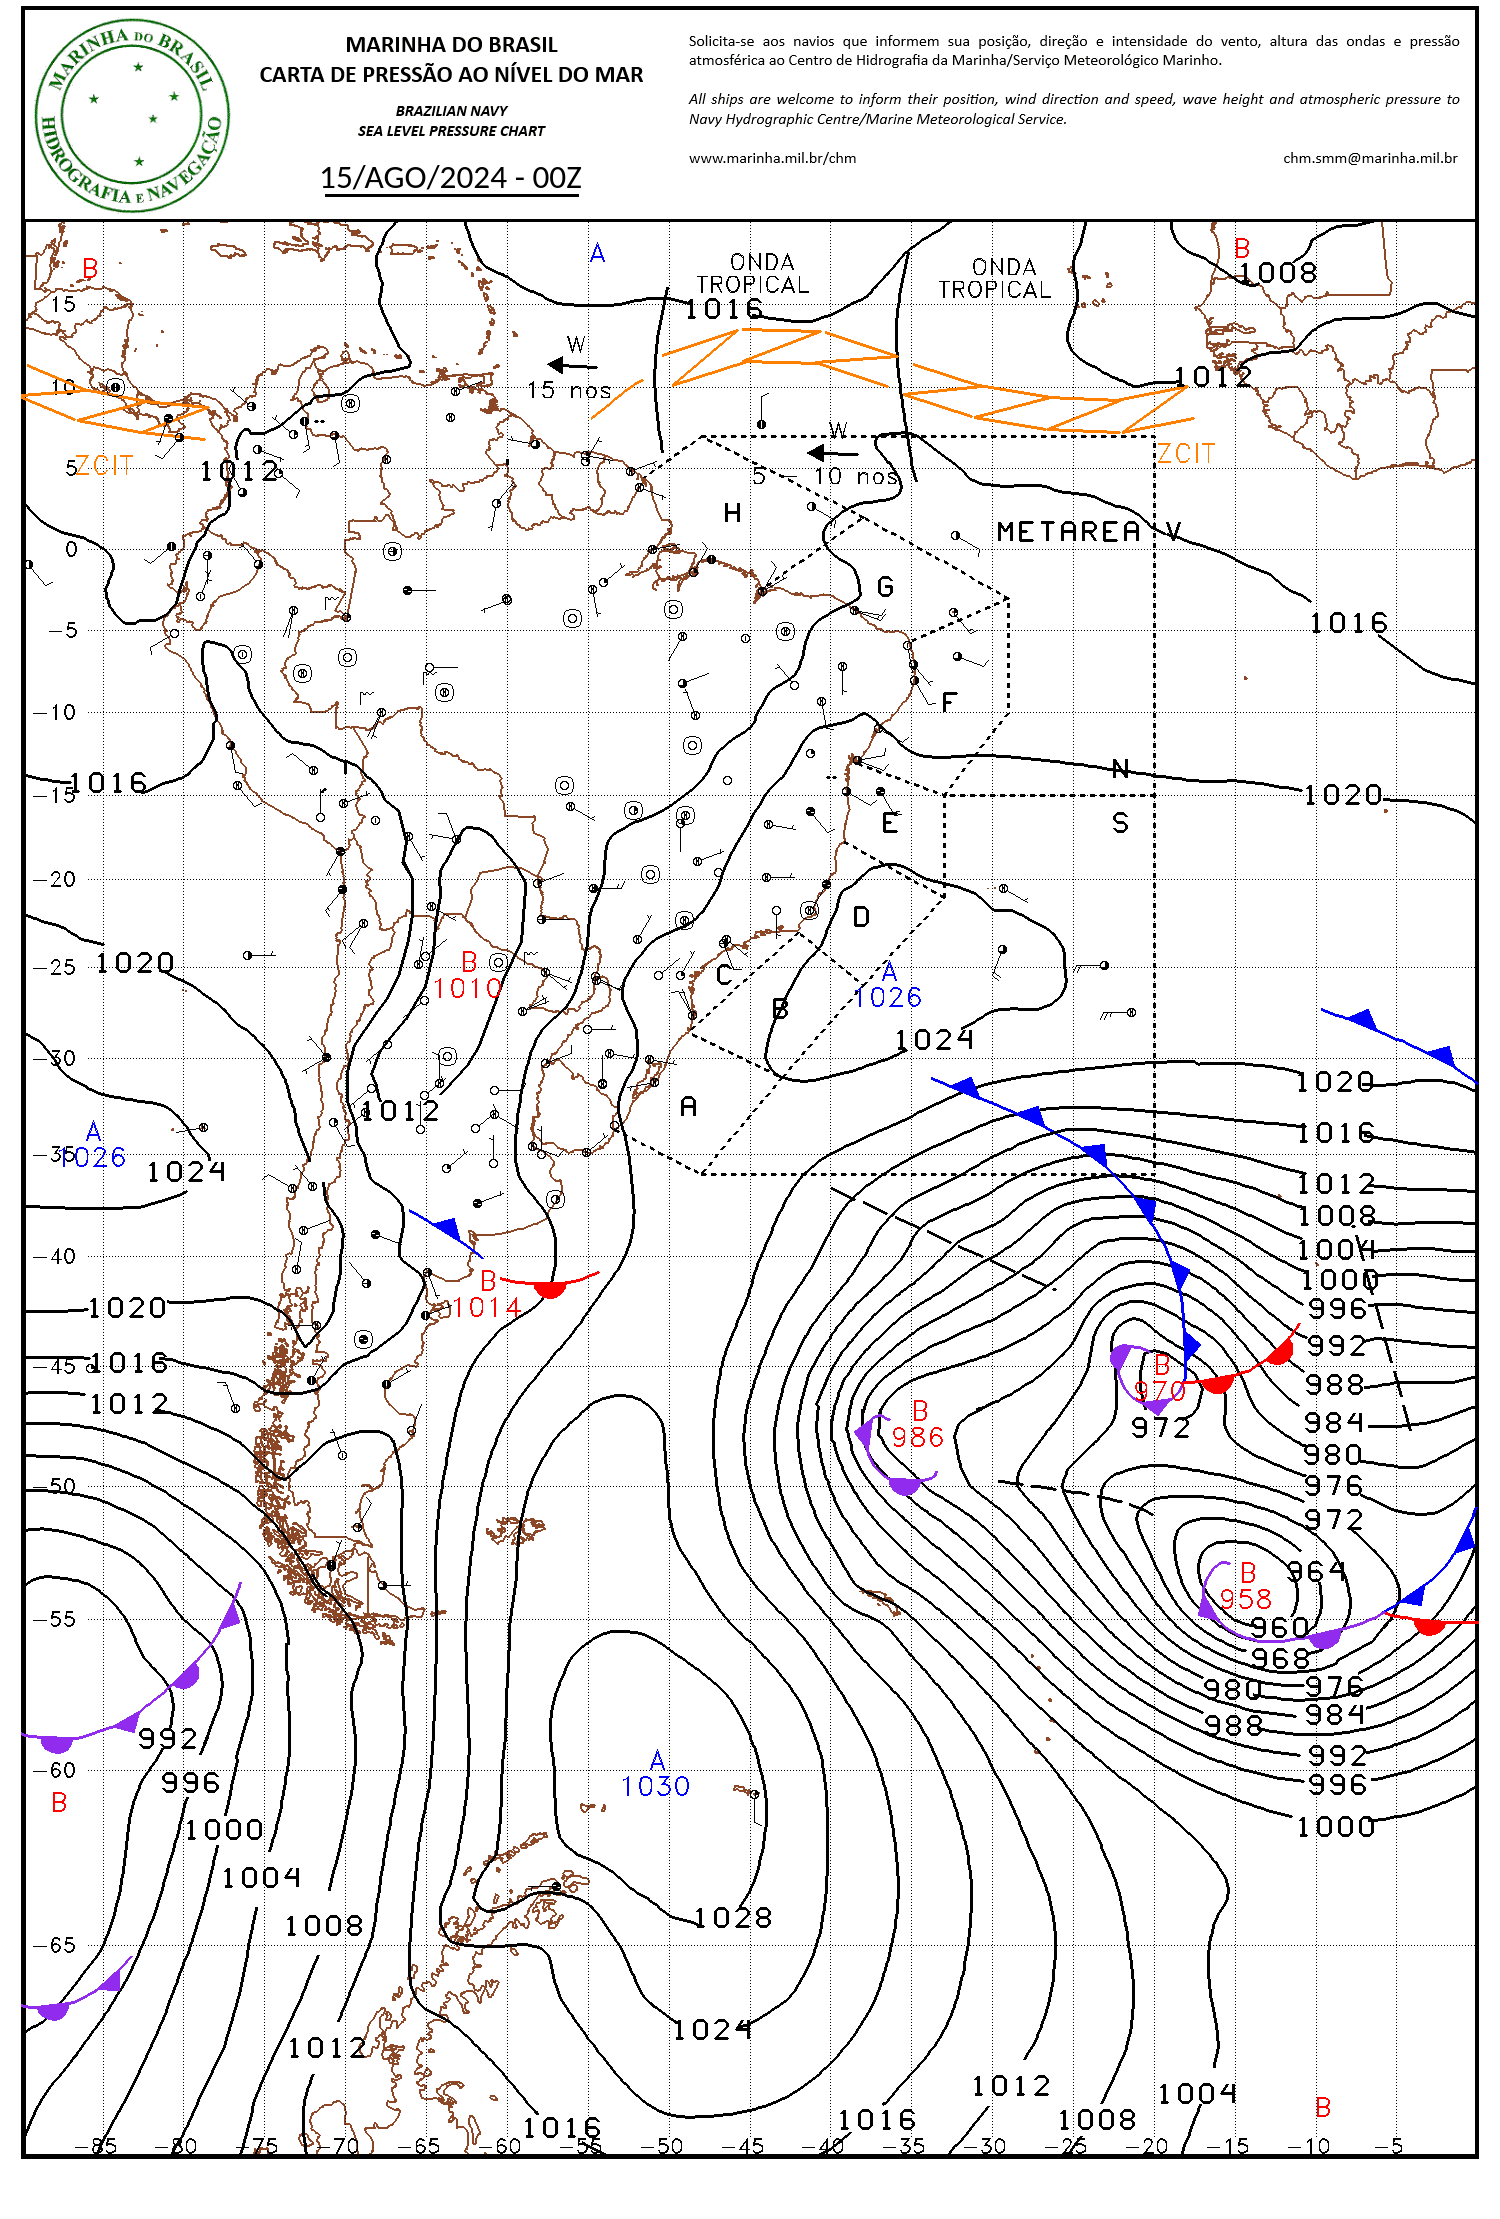 MARINHA DO BRASIL
HIDROGRAFIA E NAVEGAÇÃO
MARINHA DO BRASIL
CARTA DE PRESSÃO AO NÍVEL DO MAR
BRAZILIAN NAVY
SEA LEVEL PRESSURE CHART
15/AGO/2024 - 00Z
Solicita-se aos navios que informem sua posição, direção e intensidade do vento, altura das ondas e pressão
atmosférica ao Centro de Hidrografia da Marinha/Serviço Meteorológico Marinho.
All ships are welcome to inform their position, wind direction and speed, wave height and atmospheric pressure to
Navy Hydrographic Centre/Marine Meteorological Service.
www.marinha.mil.br/chm
chm.smm@marinha.mil.br
B
A
ONDA
TROPICAL
ONDA
TROPICAL
B
1008
15
1016
W
15 nos
10
1012
W
5 - 10 nos
ZCIT
5
1012
ZCIT
H
METAREA V
0
G
-5
1016
F
-10
N
1016
-15
1020
E
S
-20
D
B
1010
1020
-25
C
A
1026
B
1024
-30
1020
1012
A
1016
A
1026
-35
1024
1012
1008
1004
-40
1000
B
1014
1020
996
992
1016
-45
B
970
988
1012
B
986
972
984
980
-50
976
972
964
B
958
-55
960
968
980
976
984
992
988
992
-60
A
1030
996
996
B
1000
1000
1004
1028
1008
-65
1024
1012
1012
1004
1016
1016
1008
B
-85
-80
-75
-70
-65
-60
-55
-50
-45
-40
-35
-30
-25
-20
-15
-10
-5